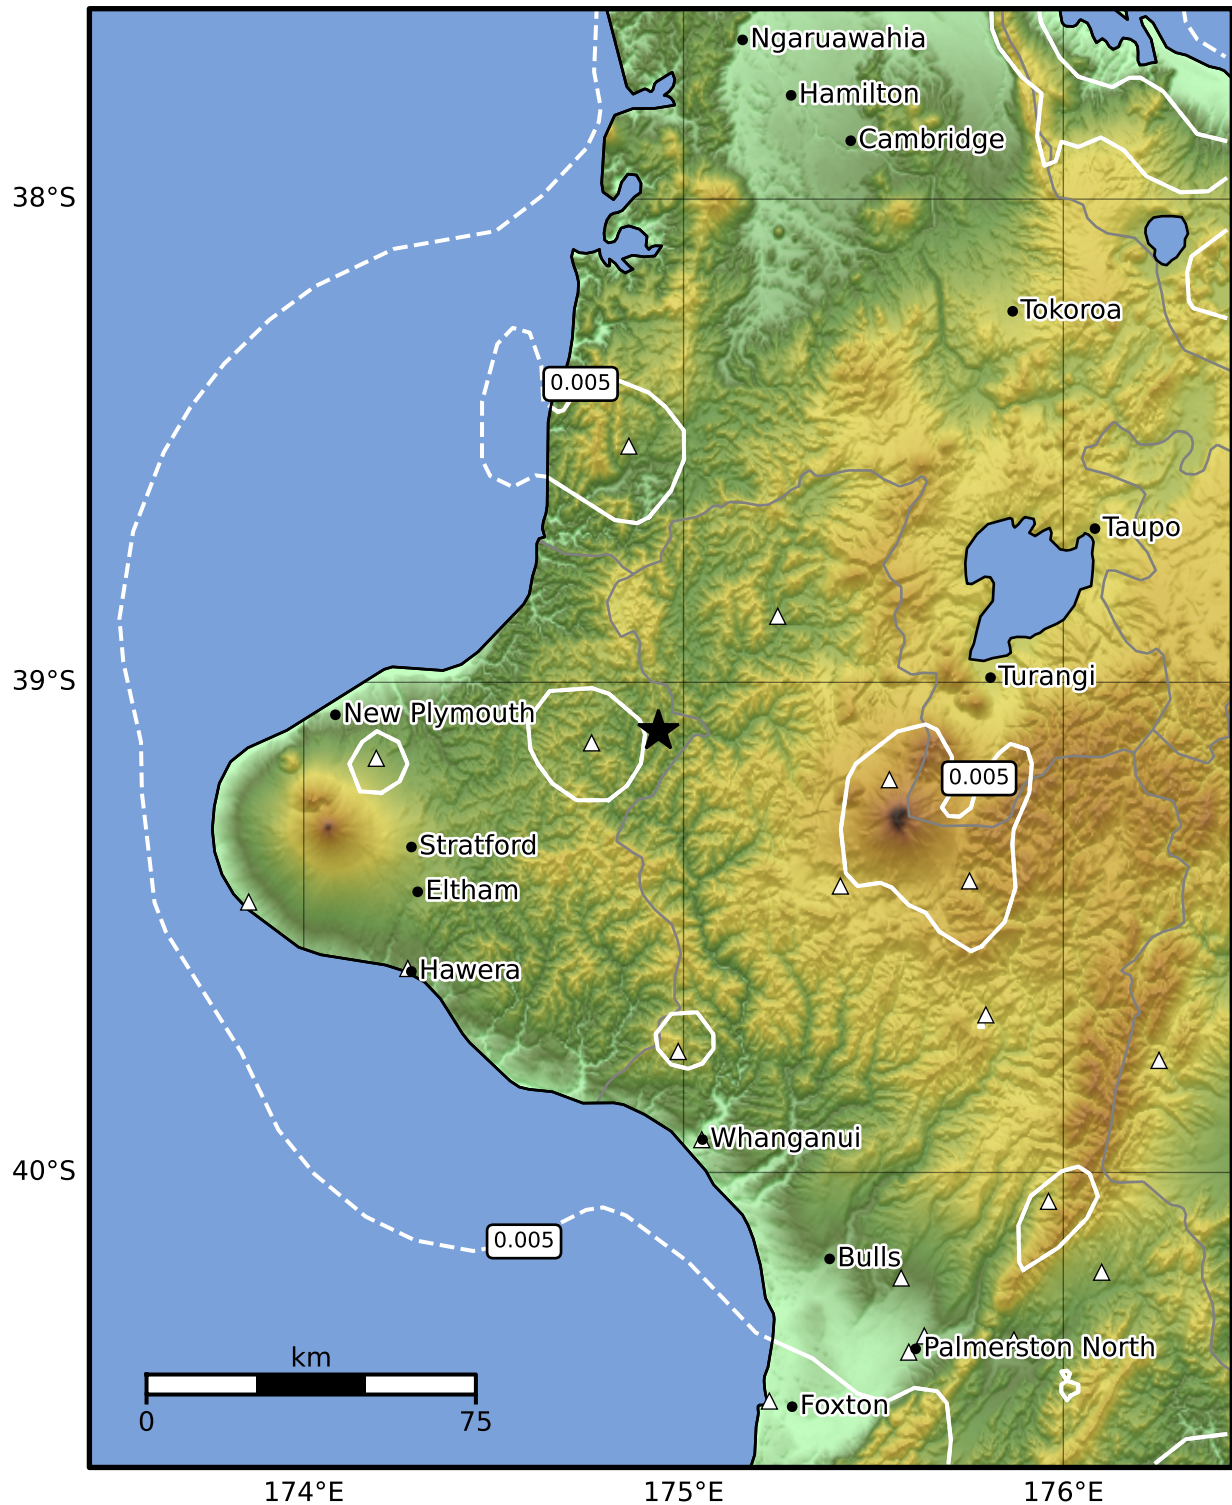 Ngaruawahia
Hamilton
Cambridge
38°S
Tokoroa
0.005
Taupo
39°S
Turangi
New Plymouth
0.005
Stratford
Eltham
Hawera
Whanganui
40°S
0.005
Bulls
Palmerston North
km
Foxton
0
75
174°E
175°E
176°E